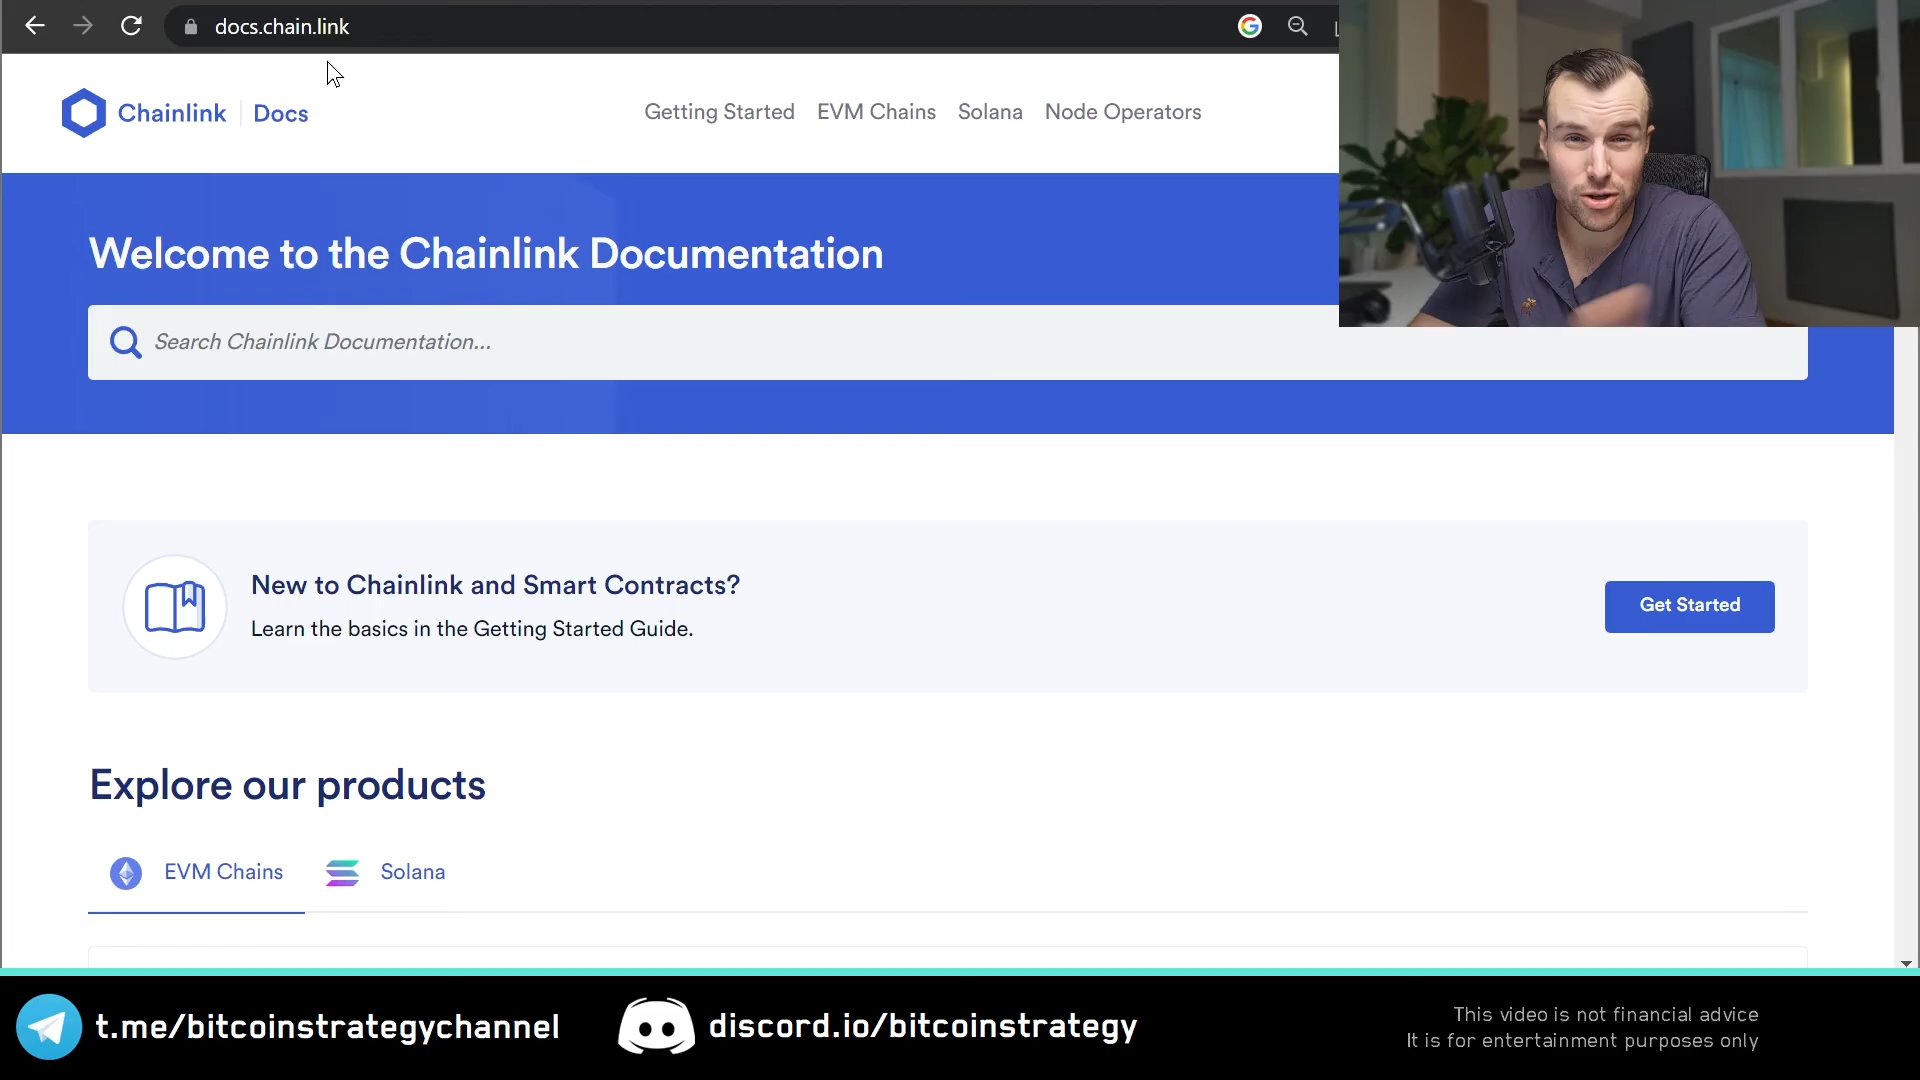 docs.chain.link
Chainlink | Docs
Getting Started EVM Chains Solana Node Operators
Welcome to the Chainlink Documentation
Search Chainlink Documentation...
New to Chainlink and Smart Contracts?
Learn the basics in the Getting Started Guide.
Get Started
Explore our products
EVM Chains Solana
t.me/bitcoinstrategychannel
discord.io/bitcoinstrategy
This video is not financial advice
It is for entertainment purposes only